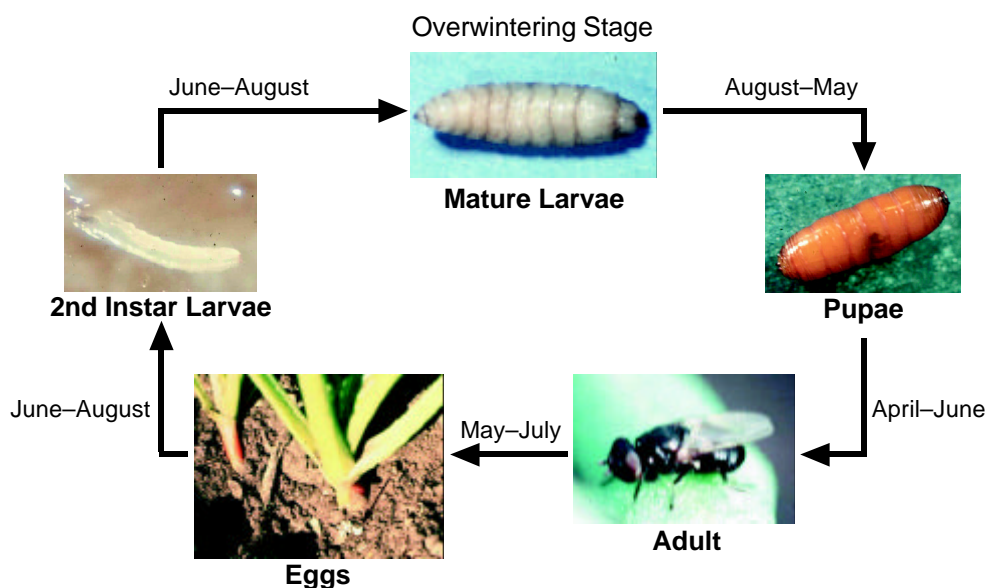 Overwintering Stage
June–August
August–May
Mature Larvae
2nd Instar Larvae
Pupae
June–August
May–July
April–June
Adult
Eggs